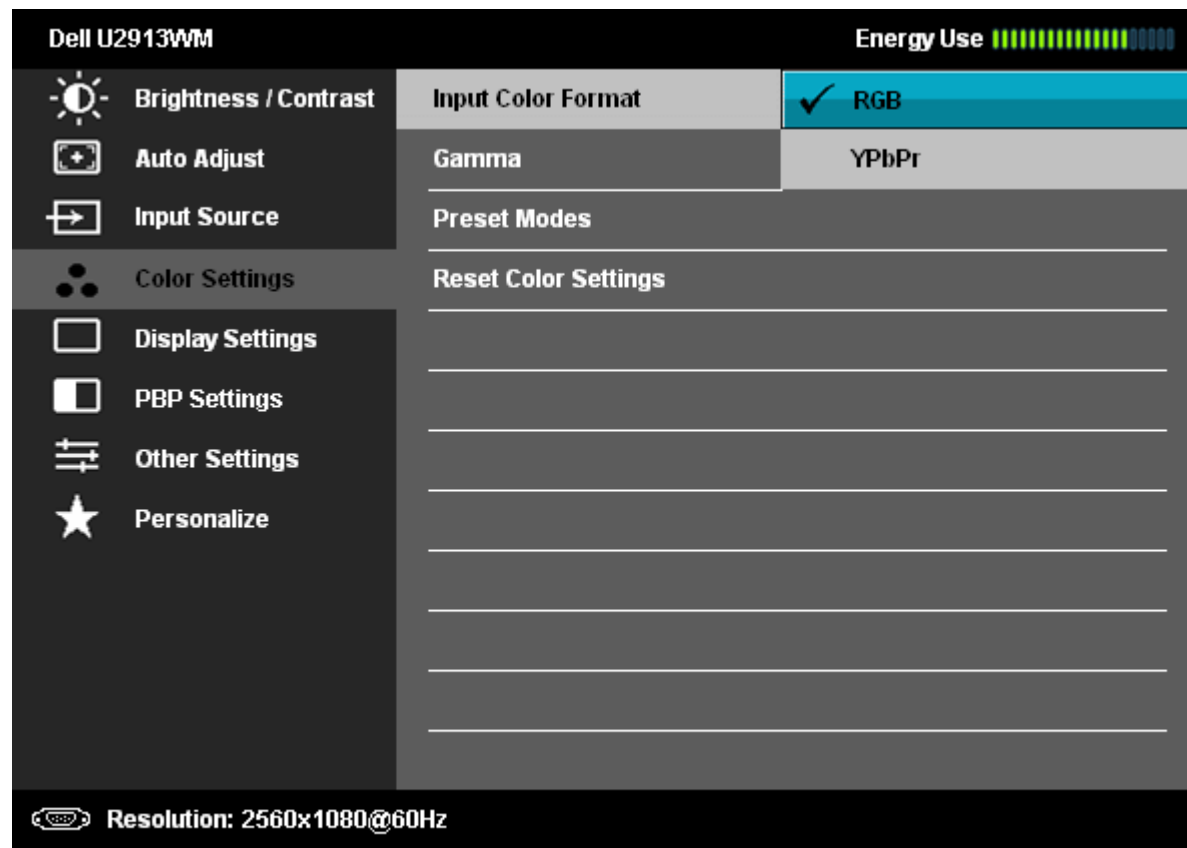 Dell U2913WM Energy Use
Brightness / Contrast Input Color Format RGB
Auto Adjust Gamma YPbPr
Input Source Preset Modes
Color Settings Reset Color Settings
Display Settings
PBP Settings
Other Settings
Personalize
Resolution: 2560x1080@60Hz